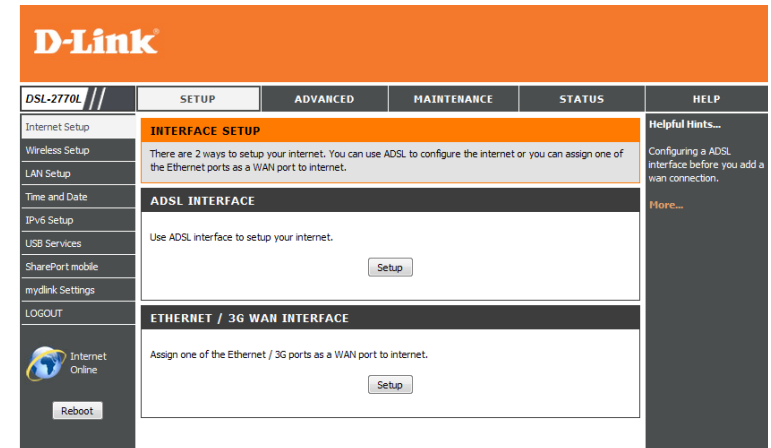 D-Link
DSL-2770L
SETUP
ADVANCED
MAINTENANCE
STATUS
HELP
Internet Setup
Wireless Setup
LAN Setup
Time and Date
IPv6 Setup
USB Services
SharePort mobile
mydlink Settings
LOGOUT
Internet
Online
Reboot
INTERFACE SETUP
There are 2 ways to setup your internet. You can use ADSL to configure the internet or you can assign one of
the Ethernet ports as a WAN port to internet.
ADSL INTERFACE
Use ADSL interface to setup your internet.
Setup
ETHERNET / 3G WAN INTERFACE
Assign one of the Ethernet / 3G ports as a WAN port to internet.
Setup
Helpful Hints...
Configuring a ADSL
interface before you add a
wan connection.
More...